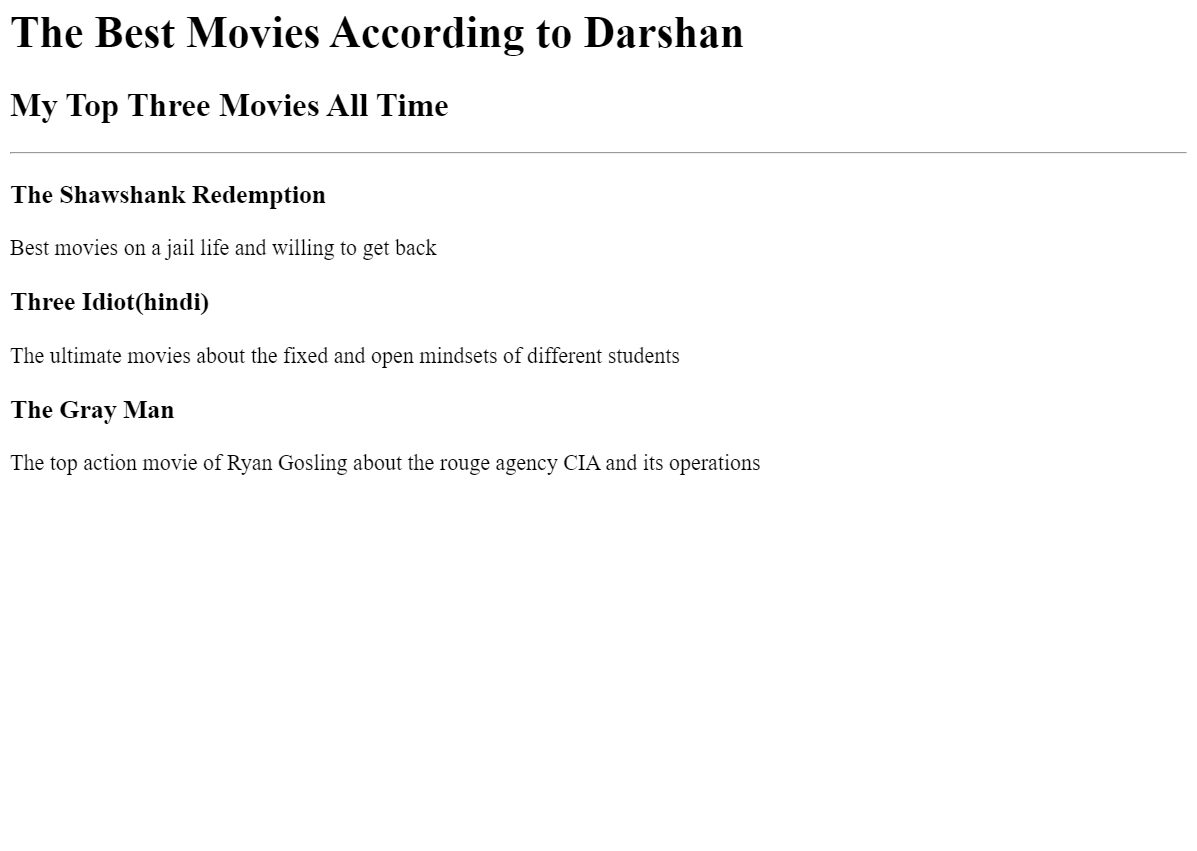 The Best Movies According to Darshan
My Top Three Movies All Time
The Shawshank Redemption
Best movies on a jail life and willing to get back
Three Idiot(hindi)
The ultimate movies about the fixed and open mindsets of different students
The Gray Man
The top action movie of Ryan Gosling about the rouge agency CIA and its operations